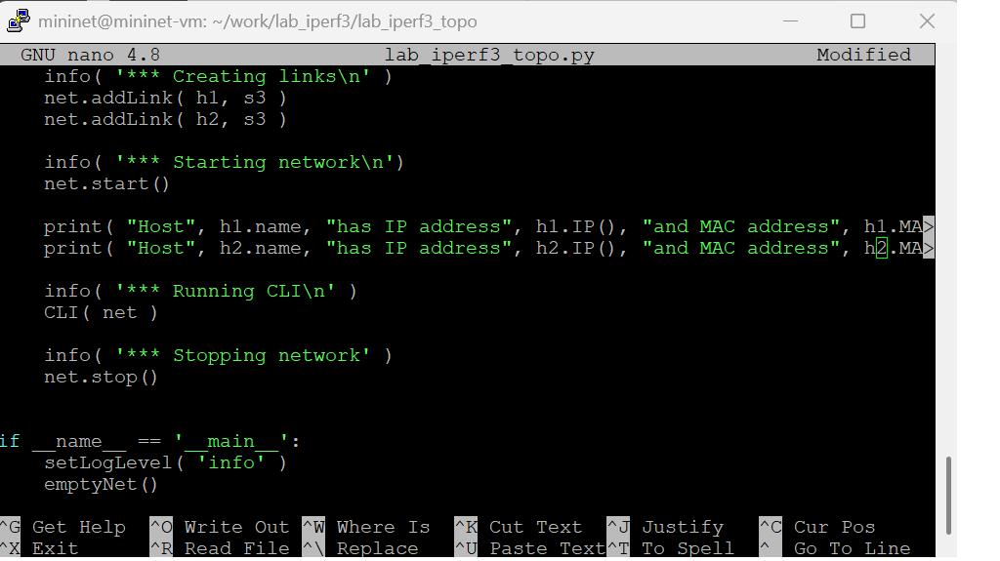 mininet@mininet-vm: ~/work/lab_iperf3/lab_iperf3_topo
GNU nano 4.8 lab_iperf3_topo.py Modified
info( '*** Creating links\n' )
net.addLink( h1, s3 )
net.addLink( h2, s3 )
info( '*** Starting network\n')
net.start()
print( "Host", h1.name, "has IP address", h1.IP(), "and MAC address", h1.MA>
print( "Host", h2.name, "has IP address", h2.IP(), "and MAC address", h2.MA>
info( '*** Running CLI\n' )
CLI( net )
info( '*** Stopping network' )
net.stop()
if __name__ == '__main__':
setLogLevel( 'info' )
emptyNet()
^G Get Help ^O Write Out ^W Where Is ^K Cut Text ^J Justify ^C Cur Pos
^X Exit ^R Read File ^\ Replace ^U Paste Text ^T To Spell ^_ Go To Line